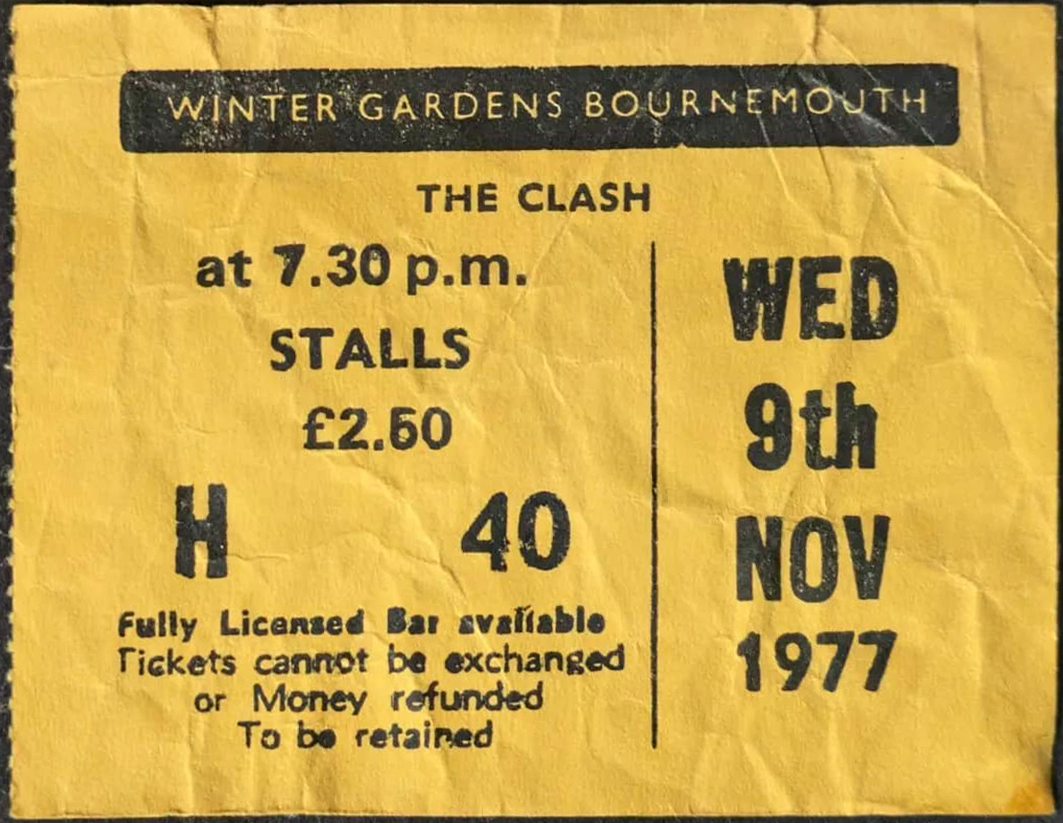 WINTER GARDENS BOURNEMOUTH
THE CLASH
at 7.30 p.m.
STALLS
£2.50
H 40
Fully Licensed Bar available
Tickets cannot be exchanged
or Money refunded
To be retained
WED
9th
NOV
1977